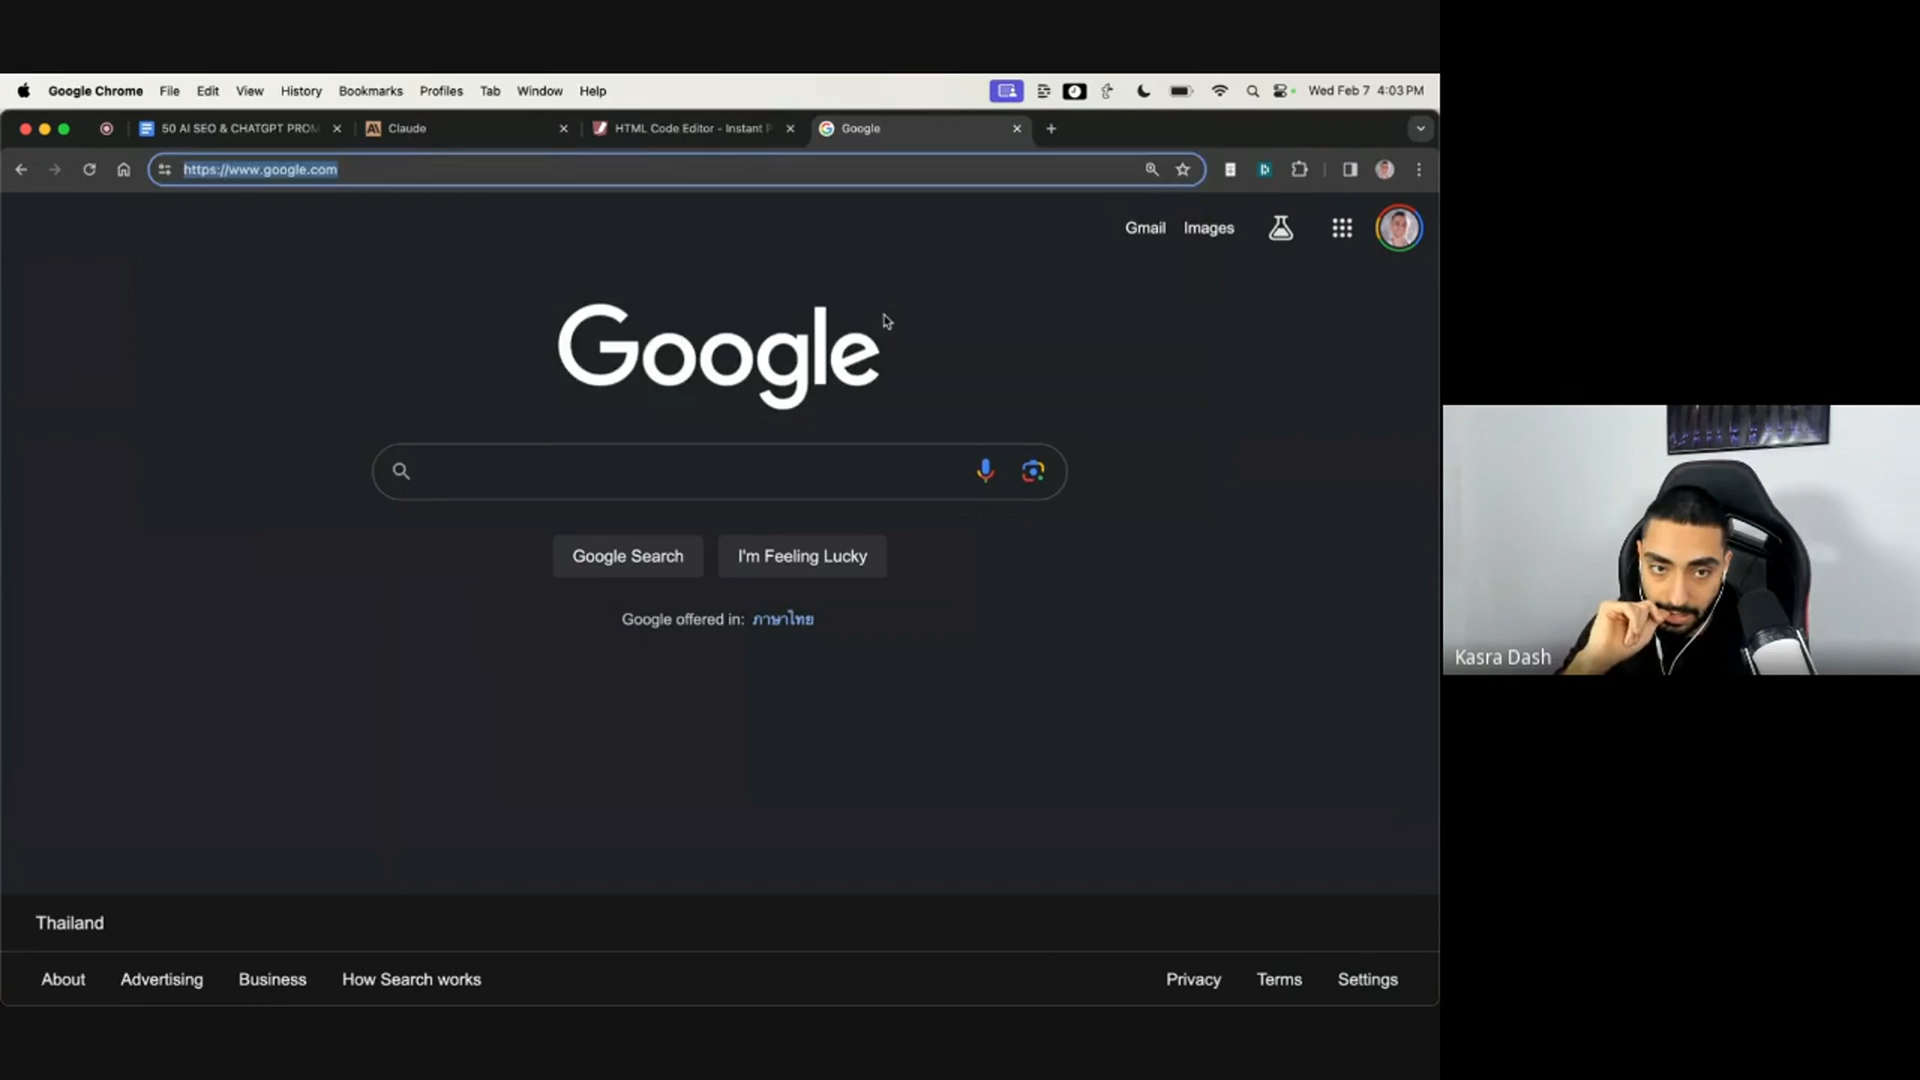 Google Chrome File Edit View History Bookmarks Profiles Tab Window Help Wed Feb 7 4:03 PM
50 AI SEO & CHATGPT PROM Claude HTML Code Editor - Instant P Google
https://www.google.com
Gmail Images
Google
Google Search I'm Feeling Lucky
Google offered in: ภาษาไทย
Kasra Dash
Thailand
About Advertising Business How Search works Privacy Terms Settings